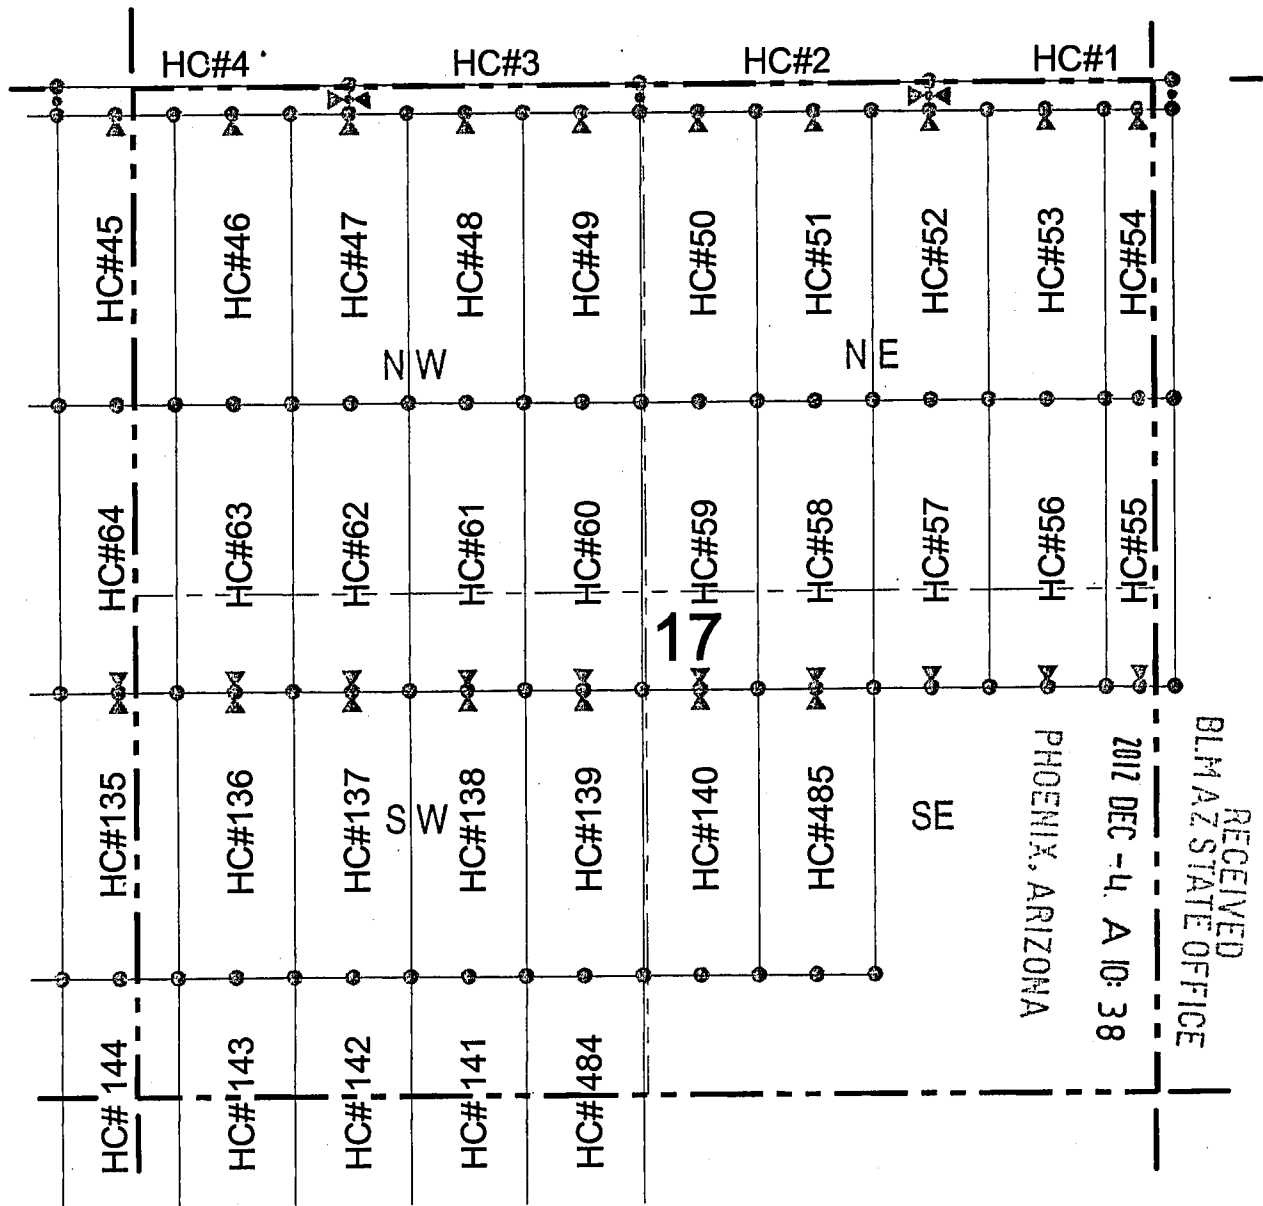 HC#4 HC#3 HC#2 HC#1
HC#45 HC#46 HC#47 HC#48 HC#49 HC#50 HC#51 HC#52 HC#53 HC#54
NW NE
HC#64 HC#63 HC#62 HC#61 HC#60 HC#59 HC#58 HC#57 HC#56 HC#55
17
HC#135 HC#136 HC#137 HC#138 HC#139 HC#140 HC#485
SW SE
HC# 144 HC# 143 HC# 142 HC# 141 HC# 484
RECEIVED
BLM AZ STATE OFFICE
2012 DEC -4 A 10: 38
PHOENIX, ARIZONA